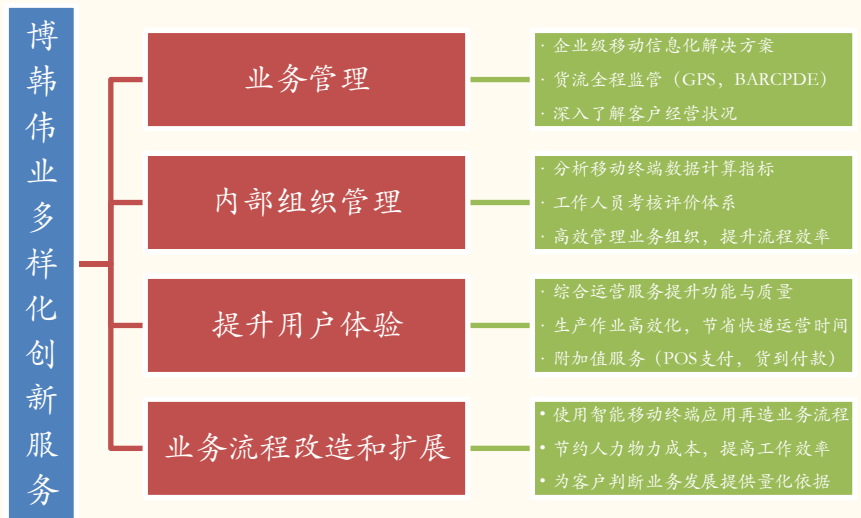 博韩伟业多样化创新服务
业务管理
· 企业级移动信息化解决方案
· 货流全程监管（GPS，BARCPDE）
· 深入了解客户经营状况
内部组织管理
· 分析移动终端数据计算指标
· 工作人员考核评价体系
· 高效管理业务组织，提升流程效率
提升用户体验
· 综合运营服务提升功能与质量
· 生产作业高效化，节省快递运营时间
· 附加值服务（POS支付，货到付款）
业务流程改造和扩展
• 使用智能移动终端应用再造业务流程
• 节约人力物力成本，提高工作效率
• 为客户判断业务发展提供量化依据